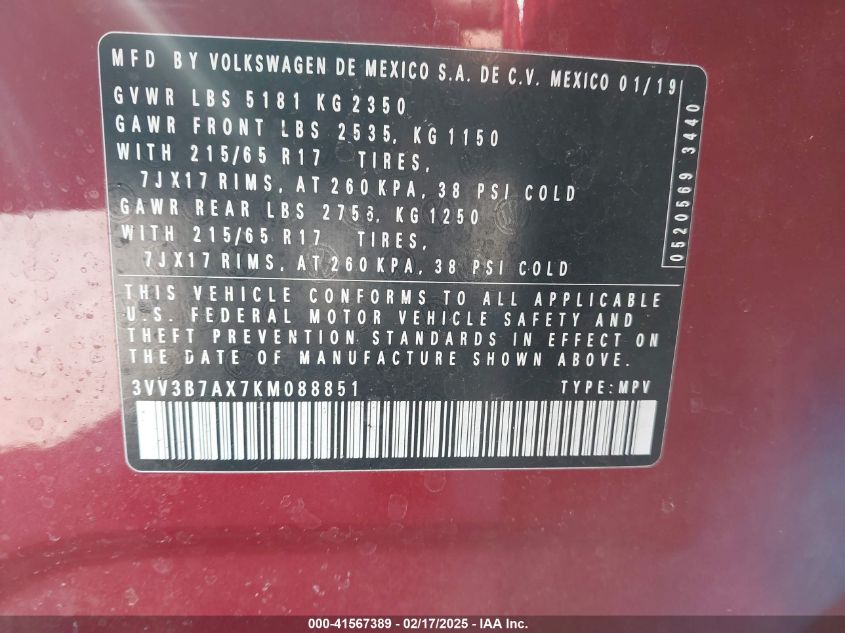 MFD BY VOLKSWAGEN DE MEXICO S.A. DE C.V. MEXICO 01/19
GVWR LBS 5181 KG 2350
GAWR FRONT LBS 2535, KG 1150
WITH 215/65 R17 TIRES,
7JX17 RIMS, AT 260 KPA, 38 PSI COLD
GAWR REAR LBS 2756, KG 1250
WITH 215/65 R17 TIRES,
7JX17 RIMS, AT 260 KPA, 38 PSI COLD
0520569 3440
THIS VEHICLE CONFORMS TO ALL APPLICABLE
U.S. FEDERAL MOTOR VEHICLE SAFETY AND
THEFT PREVENTION STANDARDS IN EFFECT ON
THE DATE OF MANUFACTURE SHOWN ABOVE.
3VV3B7AX7KM088851 TYPE: MPV
000-41567389 - 02/17/2025 - IAA, Inc.